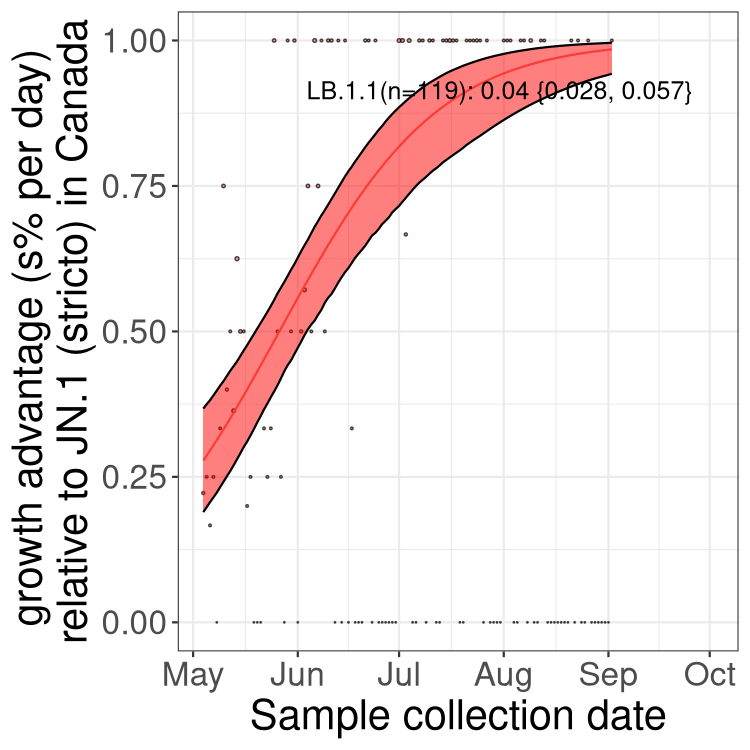 growth advantage (s% per day)
relative to JN.1 (stricto) in Canada
1.00
0.75
0.50
0.25
0.00
LB.1.1(n=119): 0.04 {0.028, 0.057}
May Jun Jul Aug Sep Oct
Sample collection date